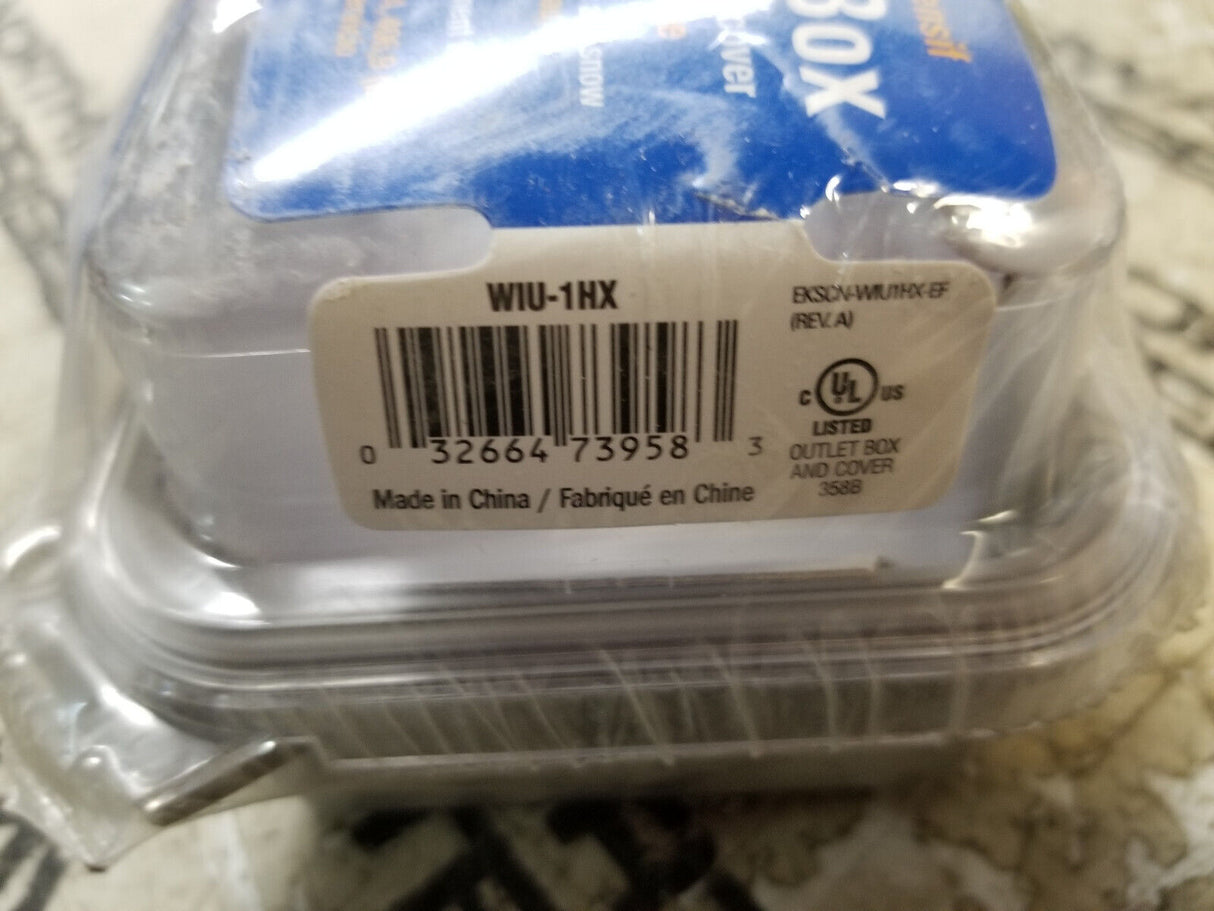 BOX
over
WIU-1HX
EKSCN-WIU1HX-EF
(REV. A)
0 32664 73958 3
C UL US
LISTED
OUTLET BOX
AND COVER
358B
Made in China / Fabriqué en Chine